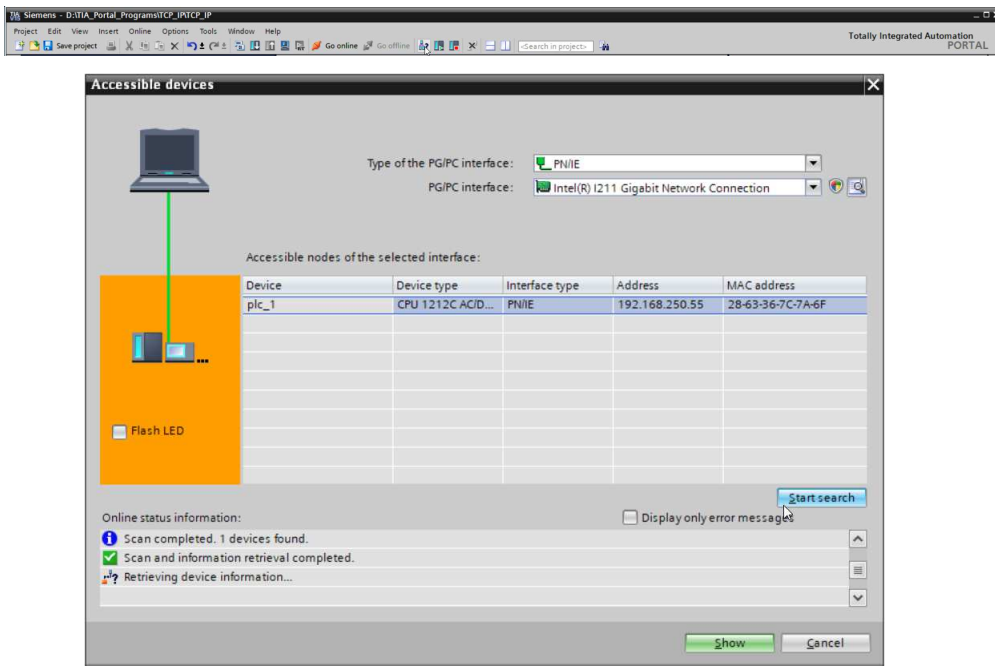 Siemens - D:\TIA_Portal_Programs\TCP_IP\TCP_IP
Project Edit View Insert Online Options Tools Window Help
Totally Integrated Automation
PORTAL
Save project Go online Go offline <Search in project>
Accessible devices
Type of the PG/PC interface: PN/IE
PG/PC interface: Intel(R) I211 Gigabit Network Connection
Accessible nodes of the selected interface:
Device Device type Interface type Address MAC address
plc_1 CPU 1212C AC/D... PN/IE 192.168.250.55 28-63-36-7C-7A-6F
Flash LED
Start search
Online status information: Display only error messages
Scan completed. 1 devices found.
Scan and information retrieval completed.
Retrieving device information...
Show Cancel